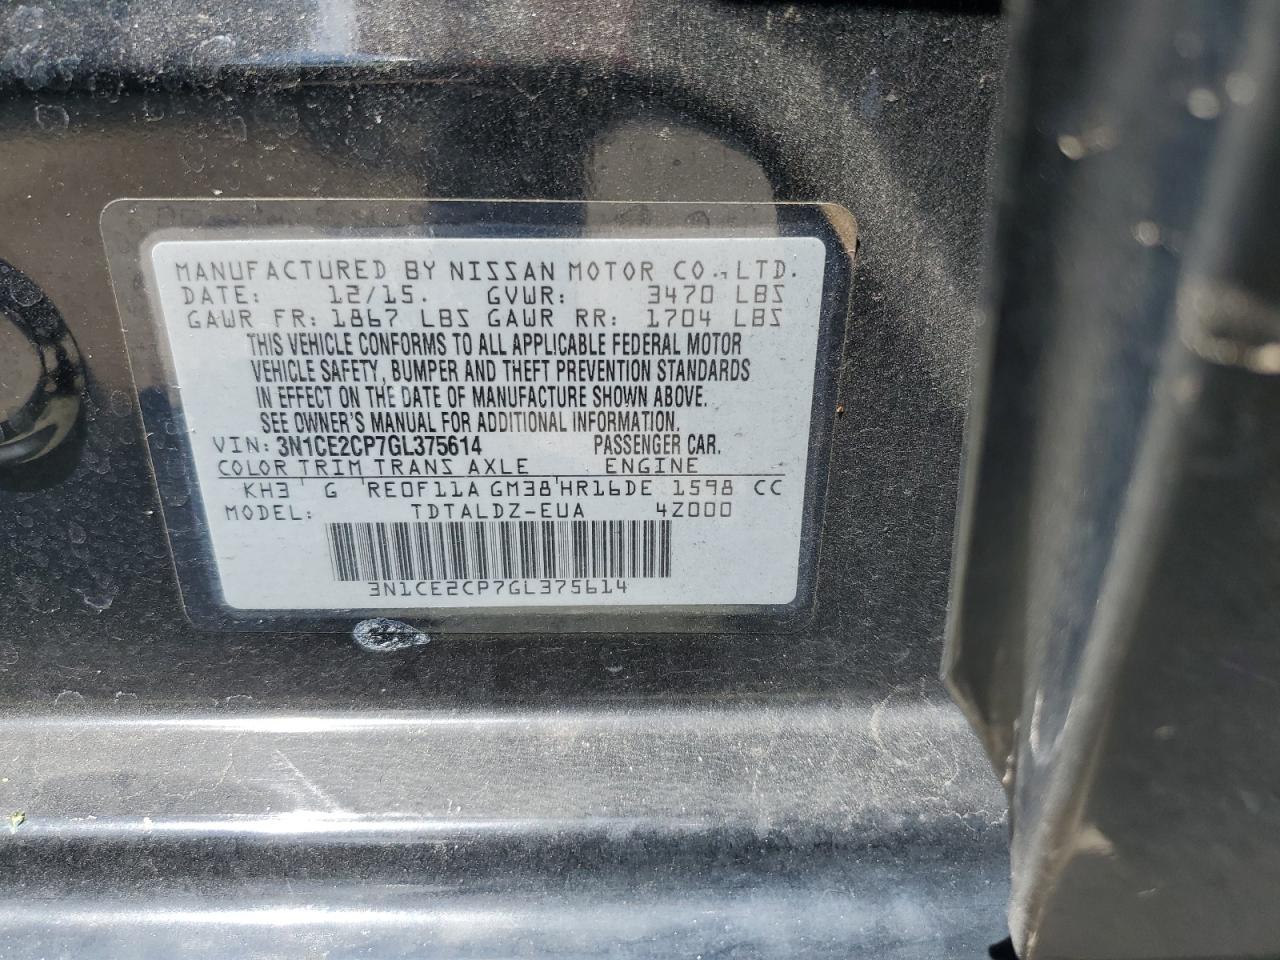 MANUFACTURED BY NISSAN MOTOR CO., LTD.
DATE: 12/15. GVWR: 3470 LBS
GAWR FR: 1867 LBS GAWR RR: 1704 LBS
THIS VEHICLE CONFORMS TO ALL APPLICABLE FEDERAL MOTOR
VEHICLE SAFETY, BUMPER AND THEFT PREVENTION STANDARDS
IN EFFECT ON THE DATE OF MANUFACTURE SHOWN ABOVE.
SEE OWNER'S MANUAL FOR ADDITIONAL INFORMATION.
VIN: 3N1CE2CP7GL375614 PASSENGER CAR.
COLOR TRIM TRANS AXLE ENGINE
KH3 G RE0F11A GM38 HR16DE 1598 CC
MODEL: TDTALDZ-EUA 4Z000
3N1CE2CP7GL375614